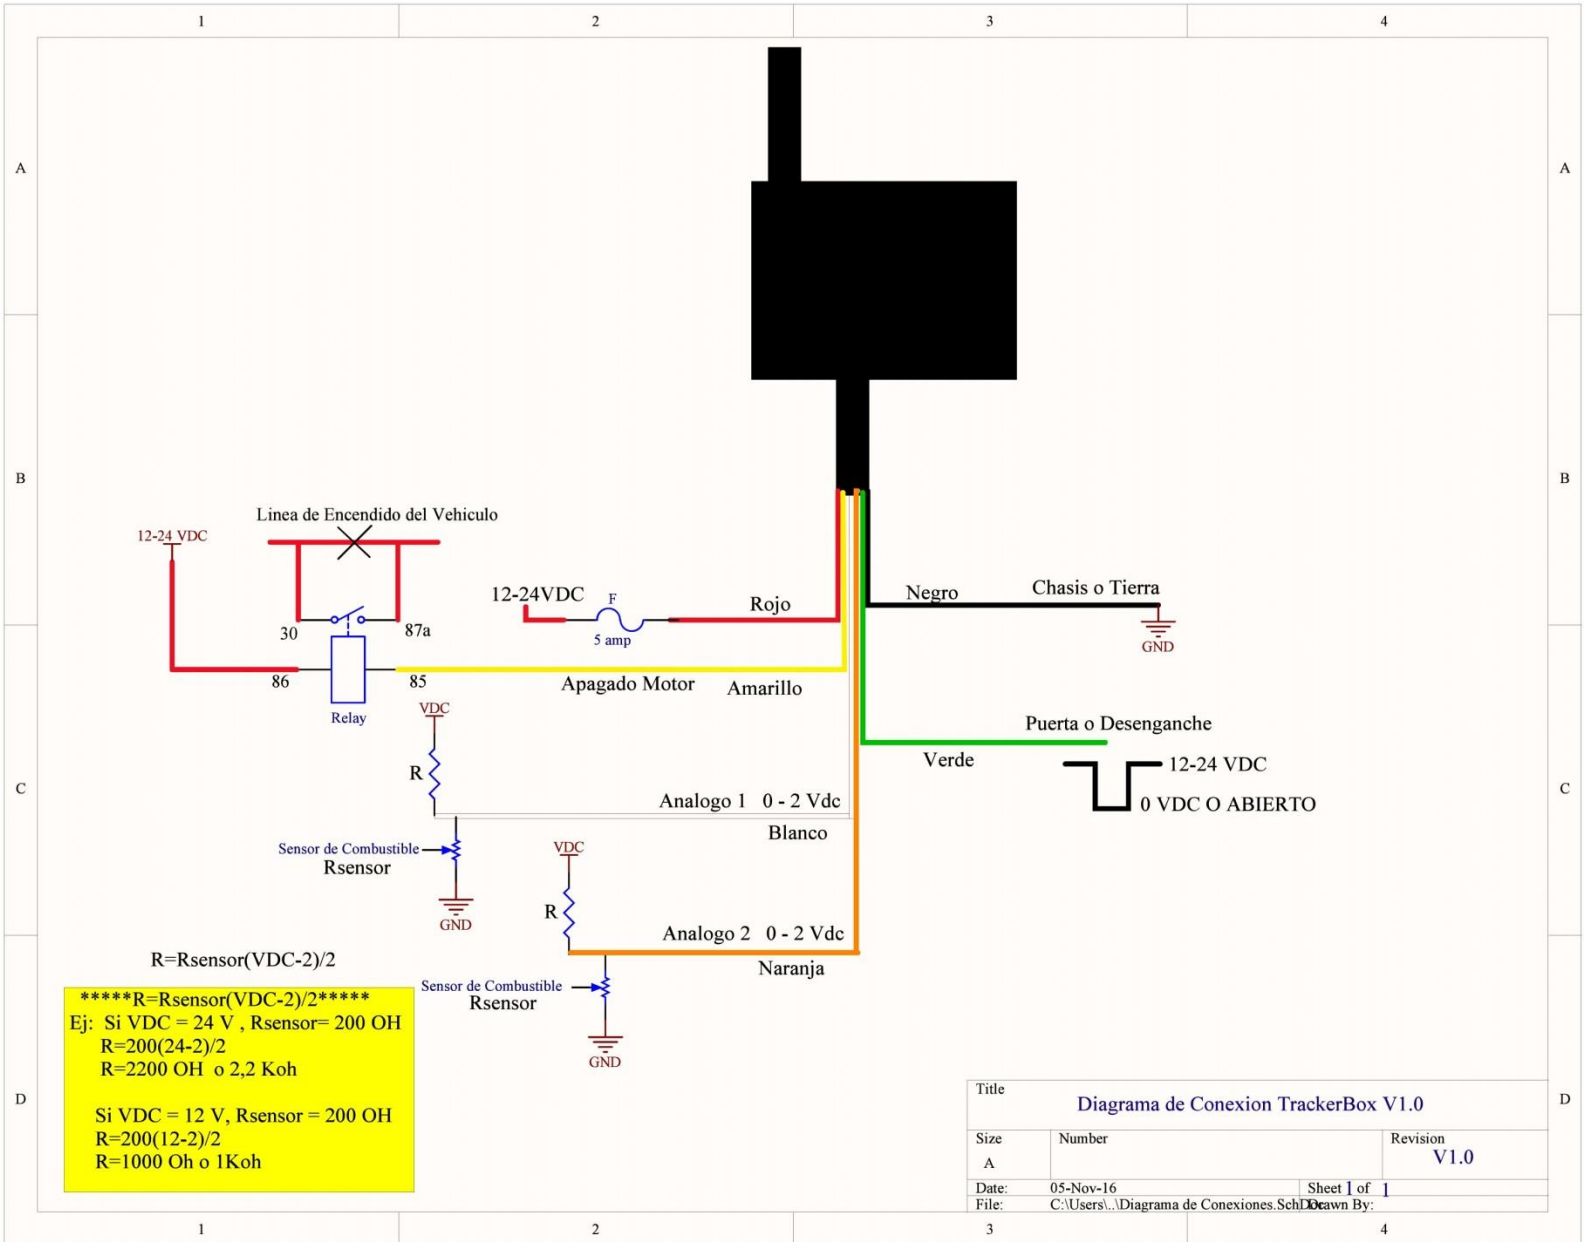 1 2 3 4
A A
B B
C C
D D
Linea de Encendido del Vehiculo
12-24 VDC
30 87a
86 85
Relay
12-24VDC
F
5 amp
Rojo
Negro
Chasis o Tierra
GND
Apagado Motor Amarillo
Puerta o Desenganche
Verde
12-24 VDC
0 VDC O ABIERTO
VDC
R
Analogo 1 0 - 2 Vdc
Blanco
Sensor de Combustible
Rsensor
GND
VDC
R
Analogo 2 0 - 2 Vdc
Naranja
Sensor de Combustible
Rsensor
GND
R=Rsensor(VDC-2)/2
*****R=Rsensor(VDC-2)/2*****
Ej: Si VDC = 24 V , Rsensor= 200 OH
R=200(24-2)/2
R=2200 OH o 2,2 Koh
Si VDC = 12 V, Rsensor = 200 OH
R=200(12-2)/2
R=1000 Oh o 1Koh
Title
Diagrama de Conexion TrackerBox V1.0
Size Number Revision
A V1.0
Date: 05-Nov-16 Sheet 1 of 1
File: C:\Users\..\Diagrama de Conexiones.SchDoc Drawn By:
1 2 3 4